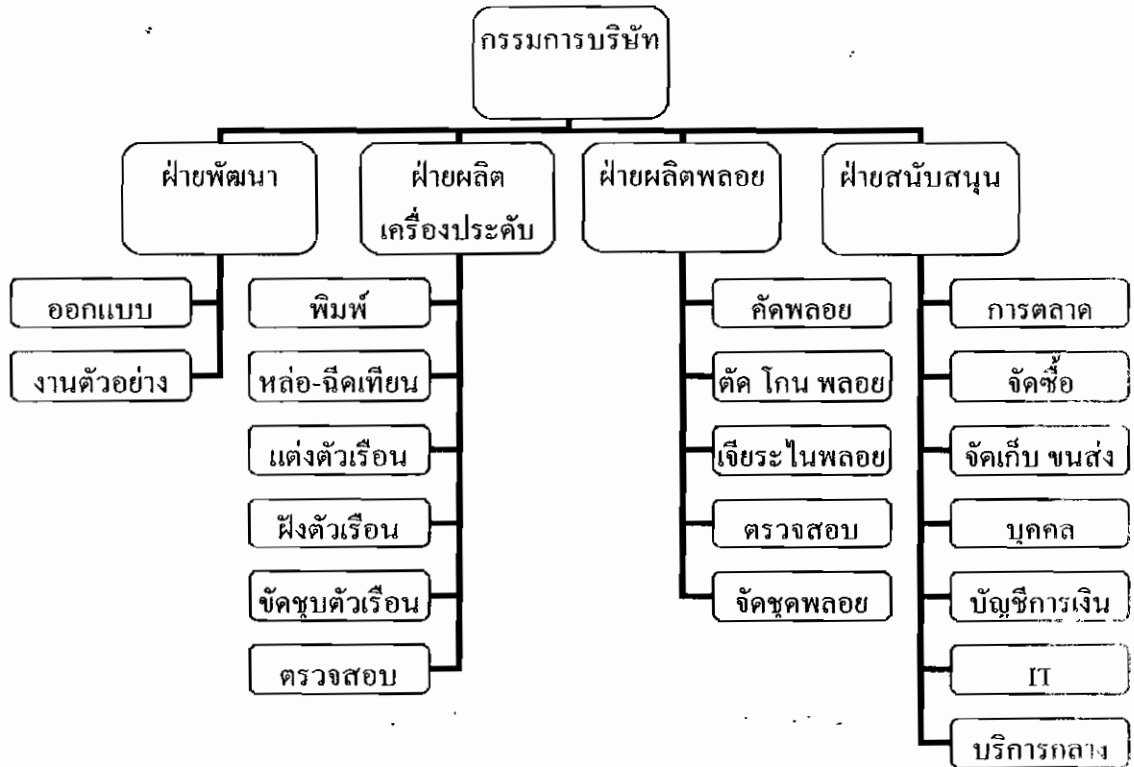 กรรมการบริษัท
ฝ่ายพัฒนา
ฝ่ายผลิต
เครื่องประดับ
ฝ่ายผลิตพลอย
ฝ่ายสนับสนุน
ออกแบบ
งานตัวอย่าง
พิมพ์
หล่อ-ฉีดเทียน
แต่งตัวเรือน
ฝังตัวเรือน
ขัดชุบตัวเรือน
ตรวจสอบ
คัดพลอย
ตัด โกน พลอย
เจียระไนพลอย
ตรวจสอบ
จัดชุดพลอย
การตลาด
จัดซื้อ
จัดเก็บ ขนส่ง
บุคคล
บัญชีการเงิน
IT
บริการกลาง